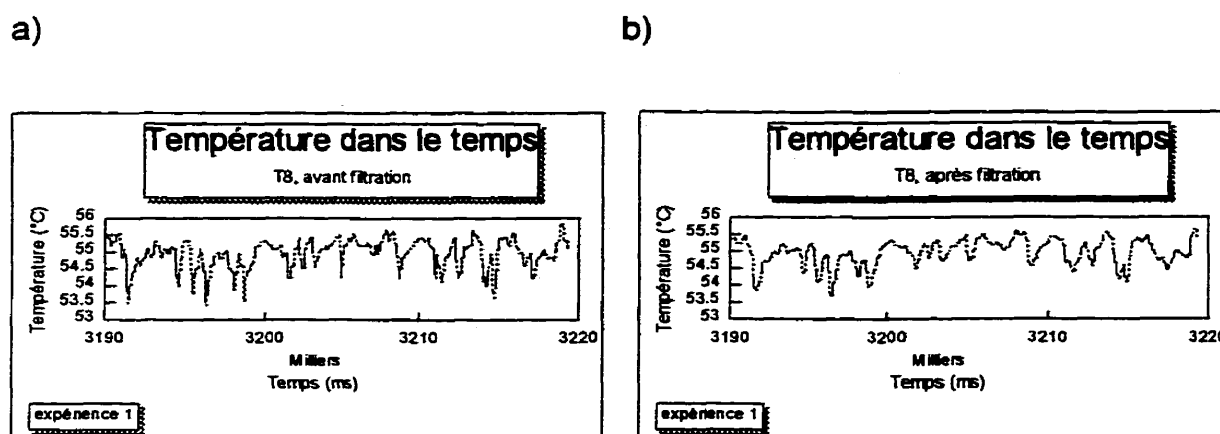 a)
b)
Température dans le temps
T8, avant filtration
Température (°C)
56
55.5
55
54.5
54
53.5
53
3190
3200
3210
3220
Milliers
Temps (ms)
expérience 1
Température dans le temps
T8, après filtration
Température (°C)
56
55.5
55
54.5
54
53.5
53
3190
3200
3210
3220
Milliers
Temps (ms)
expérience 1